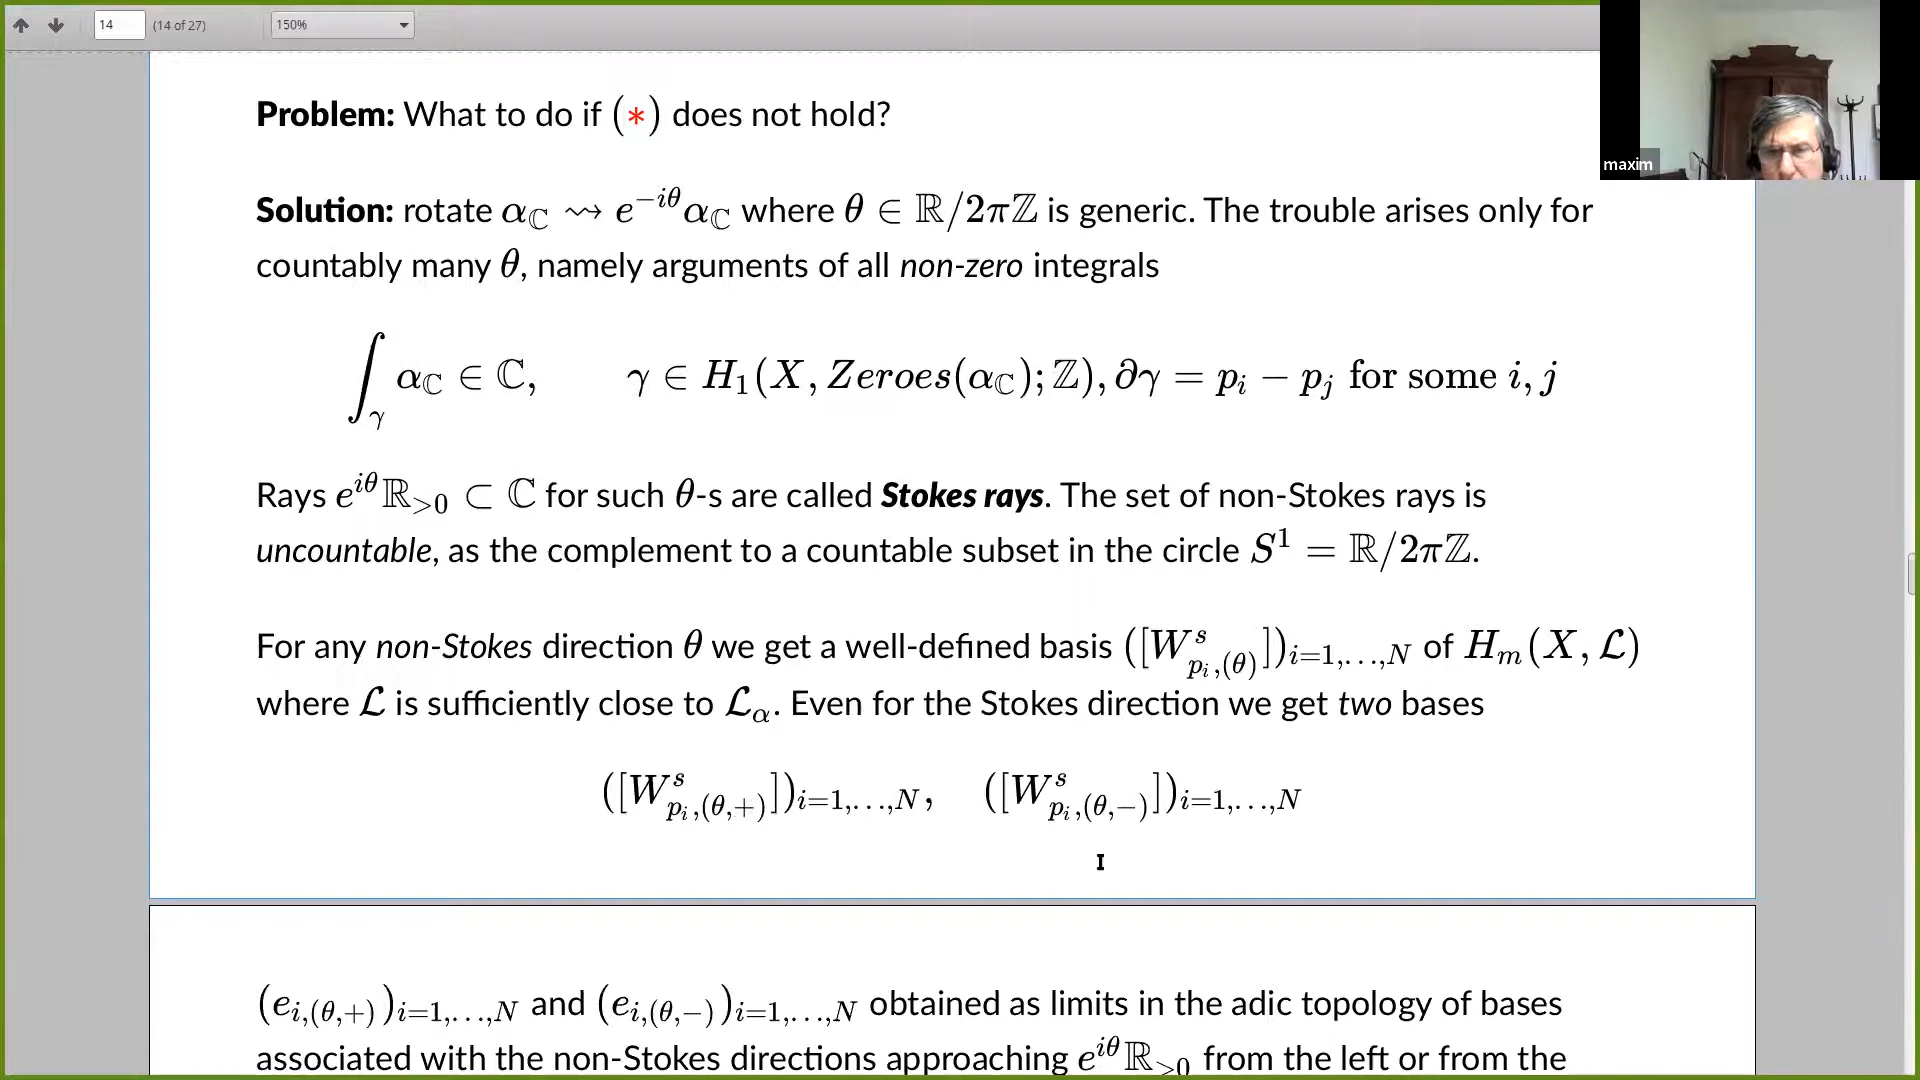 14 (14 of 27) 150%
maxim
Problem: What to do if (*) does not hold?
Solution: rotate α_ℂ ⇝ e^{−iθ}α_ℂ where θ ∈ ℝ/2πℤ is generic. The trouble arises only for
countably many θ, namely arguments of all non-zero integrals
∫_γ α_ℂ ∈ ℂ, γ ∈ H_1(X, Zeroes(α_ℂ); ℤ), ∂γ = p_i − p_j for some i, j
Rays e^{iθ}ℝ_{>0} ⊂ ℂ for such θ-s are called Stokes rays. The set of non-Stokes rays is
uncountable, as the complement to a countable subset in the circle S^1 = ℝ/2πℤ.
For any non-Stokes direction θ we get a well-defined basis ([W^s_{p_i,(θ)}])_{i=1,…,N} of H_m(X, ℒ)
where ℒ is sufficiently close to ℒ_α. Even for the Stokes direction we get two bases
([W^s_{p_i,(θ,+)}])_{i=1,…,N}, ([W^s_{p_i,(θ,−)}])_{i=1,…,N}
(e_{i,(θ,+)})_{i=1,…,N} and (e_{i,(θ,−)})_{i=1,…,N} obtained as limits in the adic topology of bases
associated with the non-Stokes directions approaching e^{iθ}ℝ_{>0} from the left or from the